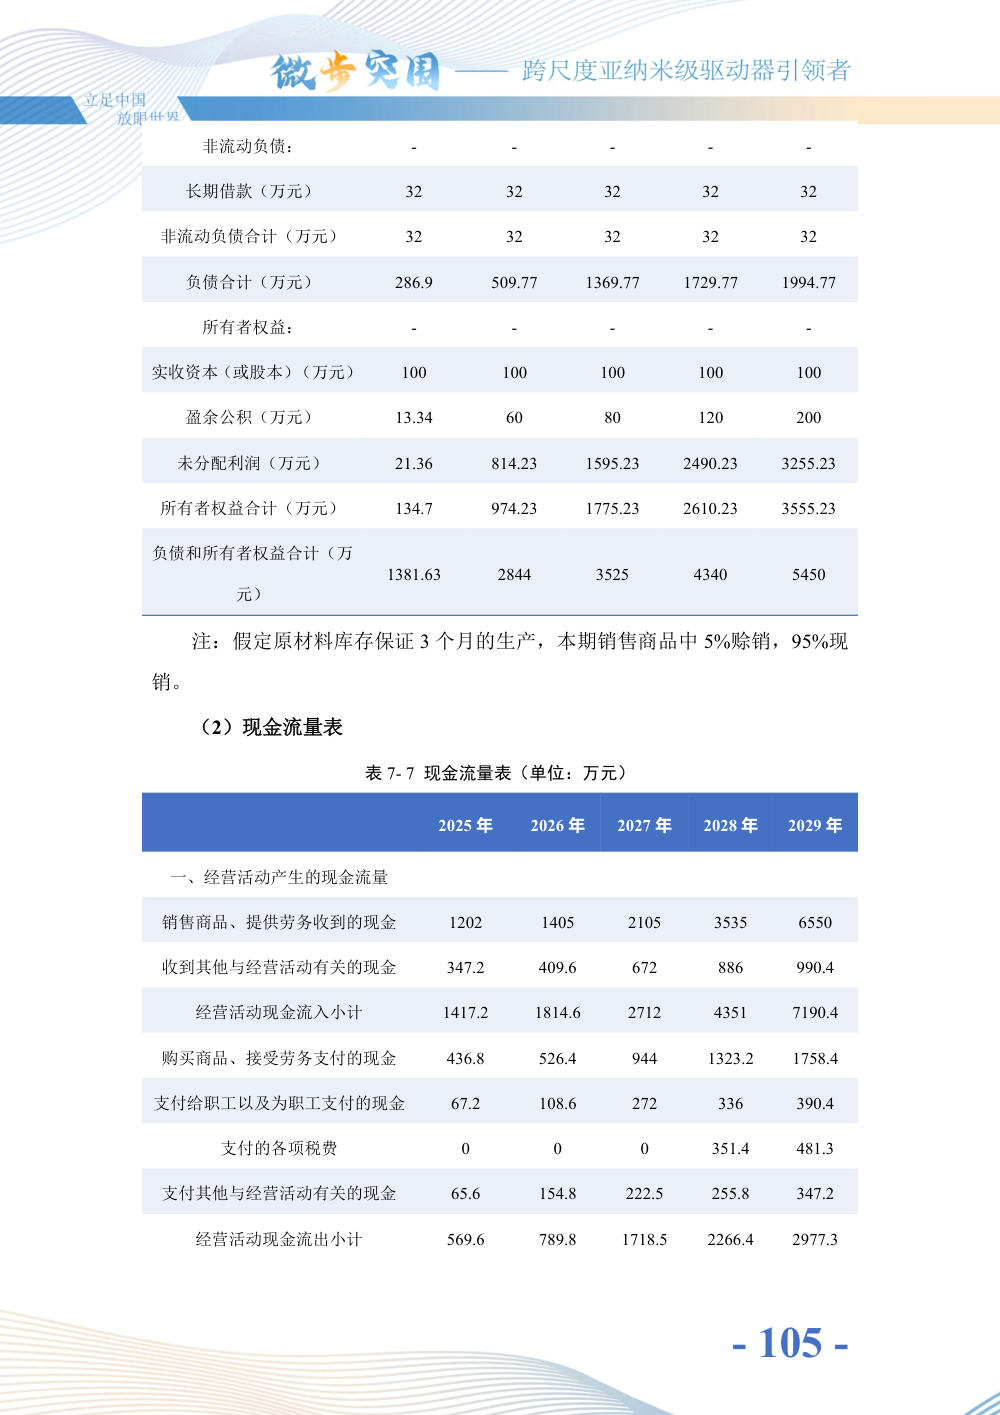 微步突围 —— 跨尺度亚纳米级驱动器引领者
立足中国
放眼世界
非流动负债： - - - - -
长期借款（万元） 32 32 32 32 32
非流动负债合计（万元） 32 32 32 32 32
负债合计（万元） 286.9 509.77 1369.77 1729.77 1994.77
所有者权益： - - - - -
实收资本（或股本）（万元） 100 100 100 100 100
盈余公积（万元） 13.34 60 80 120 200
未分配利润（万元） 21.36 814.23 1595.23 2490.23 3255.23
所有者权益合计（万元） 134.7 974.23 1775.23 2610.23 3555.23
负债和所有者权益合计（万
元） 1381.63 2844 3525 4340 5450
注：假定原材料库存保证 3 个月的生产，本期销售商品中 5%赊销，95%现
销。
（2）现金流量表
表 7- 7 现金流量表（单位：万元）
2025 年 2026 年 2027 年 2028 年 2029 年
一、经营活动产生的现金流量
销售商品、提供劳务收到的现金 1202 1405 2105 3535 6550
收到其他与经营活动有关的现金 347.2 409.6 672 886 990.4
经营活动现金流入小计 1417.2 1814.6 2712 4351 7190.4
购买商品、接受劳务支付的现金 436.8 526.4 944 1323.2 1758.4
支付给职工以及为职工支付的现金 67.2 108.6 272 336 390.4
支付的各项税费 0 0 0 351.4 481.3
支付其他与经营活动有关的现金 65.6 154.8 222.5 255.8 347.2
经营活动现金流出小计 569.6 789.8 1718.5 2266.4 2977.3
- 105 -